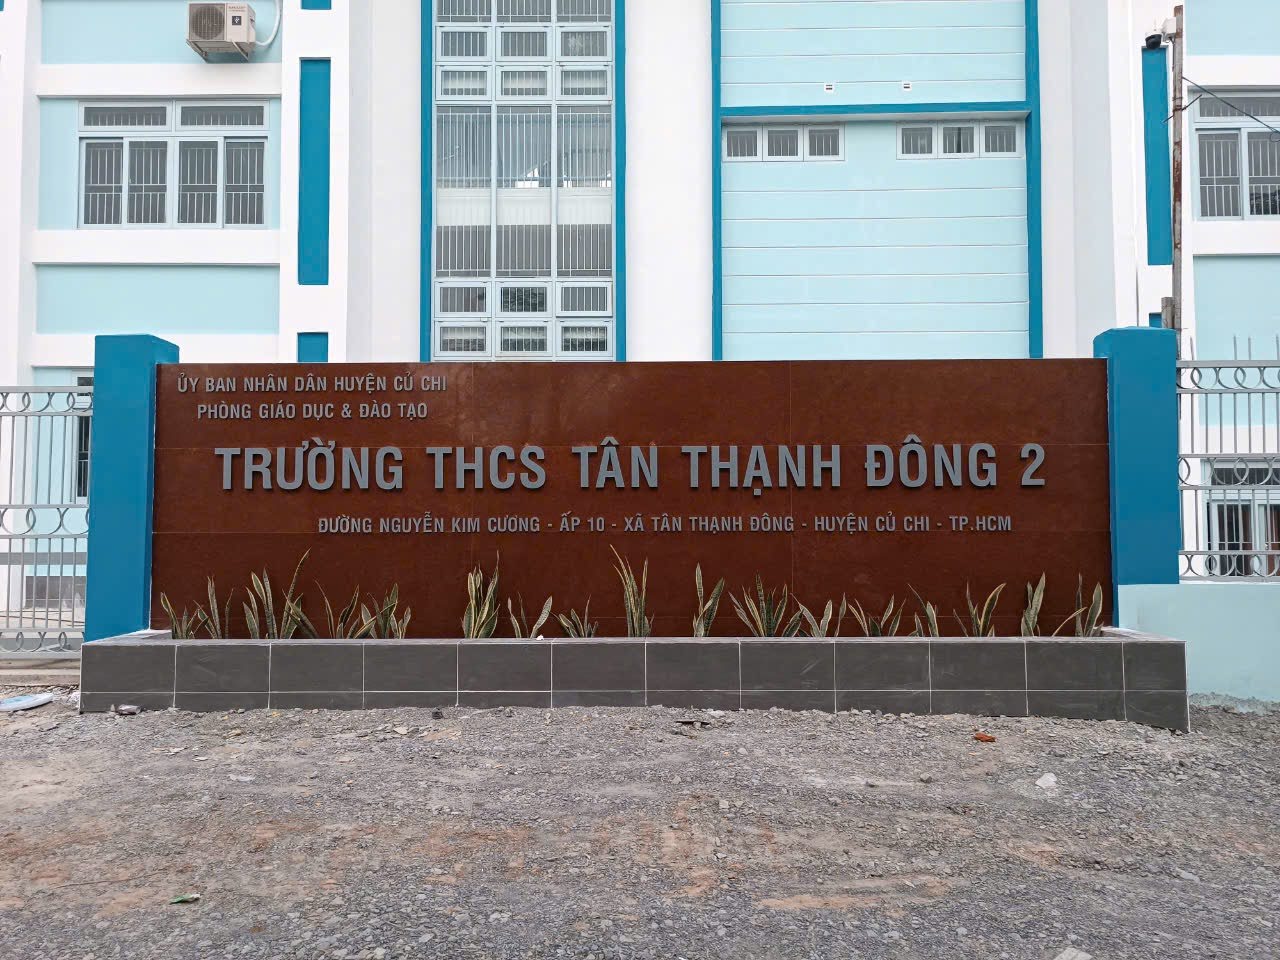 ỦY BAN NHÂN DÂN HUYỆN CỦ CHI
PHÒNG GIÁO DỤC & ĐÀO TẠO
TRƯỜNG THCS TÂN THẠNH ĐÔNG 2
ĐƯỜNG NGUYỄN KIM CƯƠNG - ẤP 10 - XÃ TÂN THẠNH ĐÔNG - HUYỆN CỦ CHI - TP.HCM